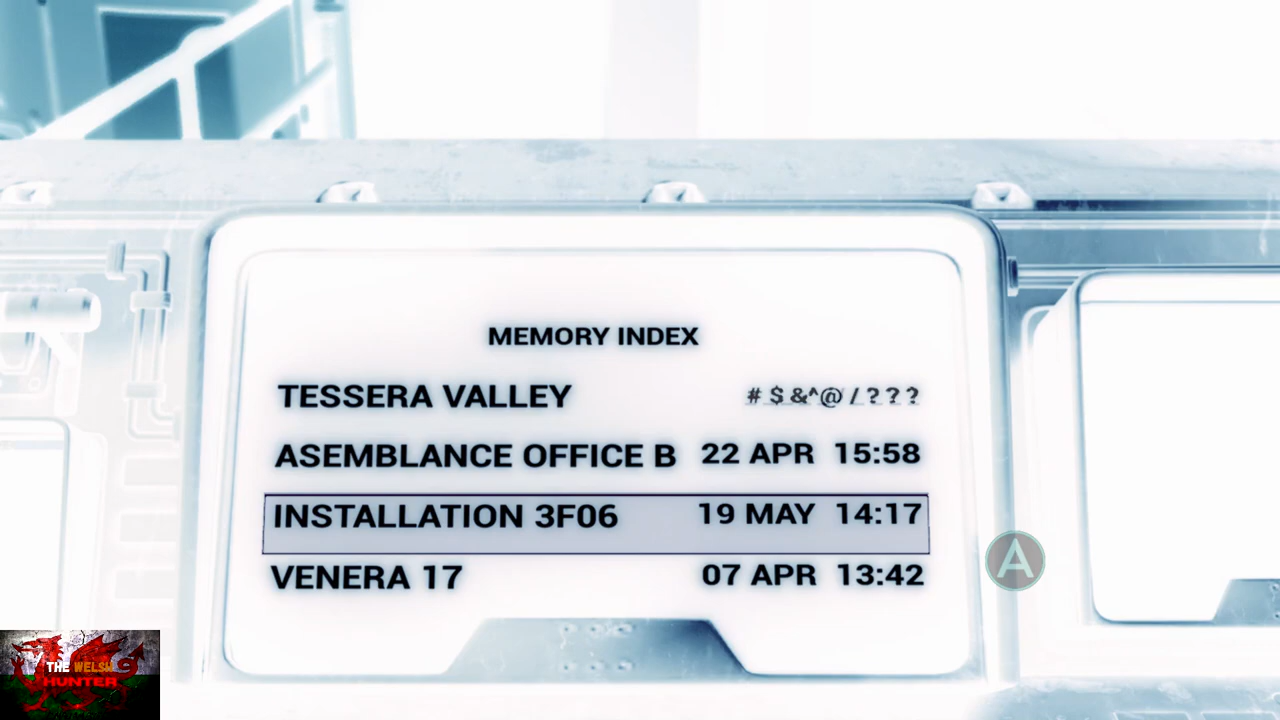 MEMORY INDEX
TESSERA VALLEY # $ &^@ / ? ? ?
ASEMBLANCE OFFICE B 22 APR 15:58
INSTALLATION 3F06 19 MAY 14:17
VENERA 17 07 APR 13:42
A
THE WELSH
HUNTER